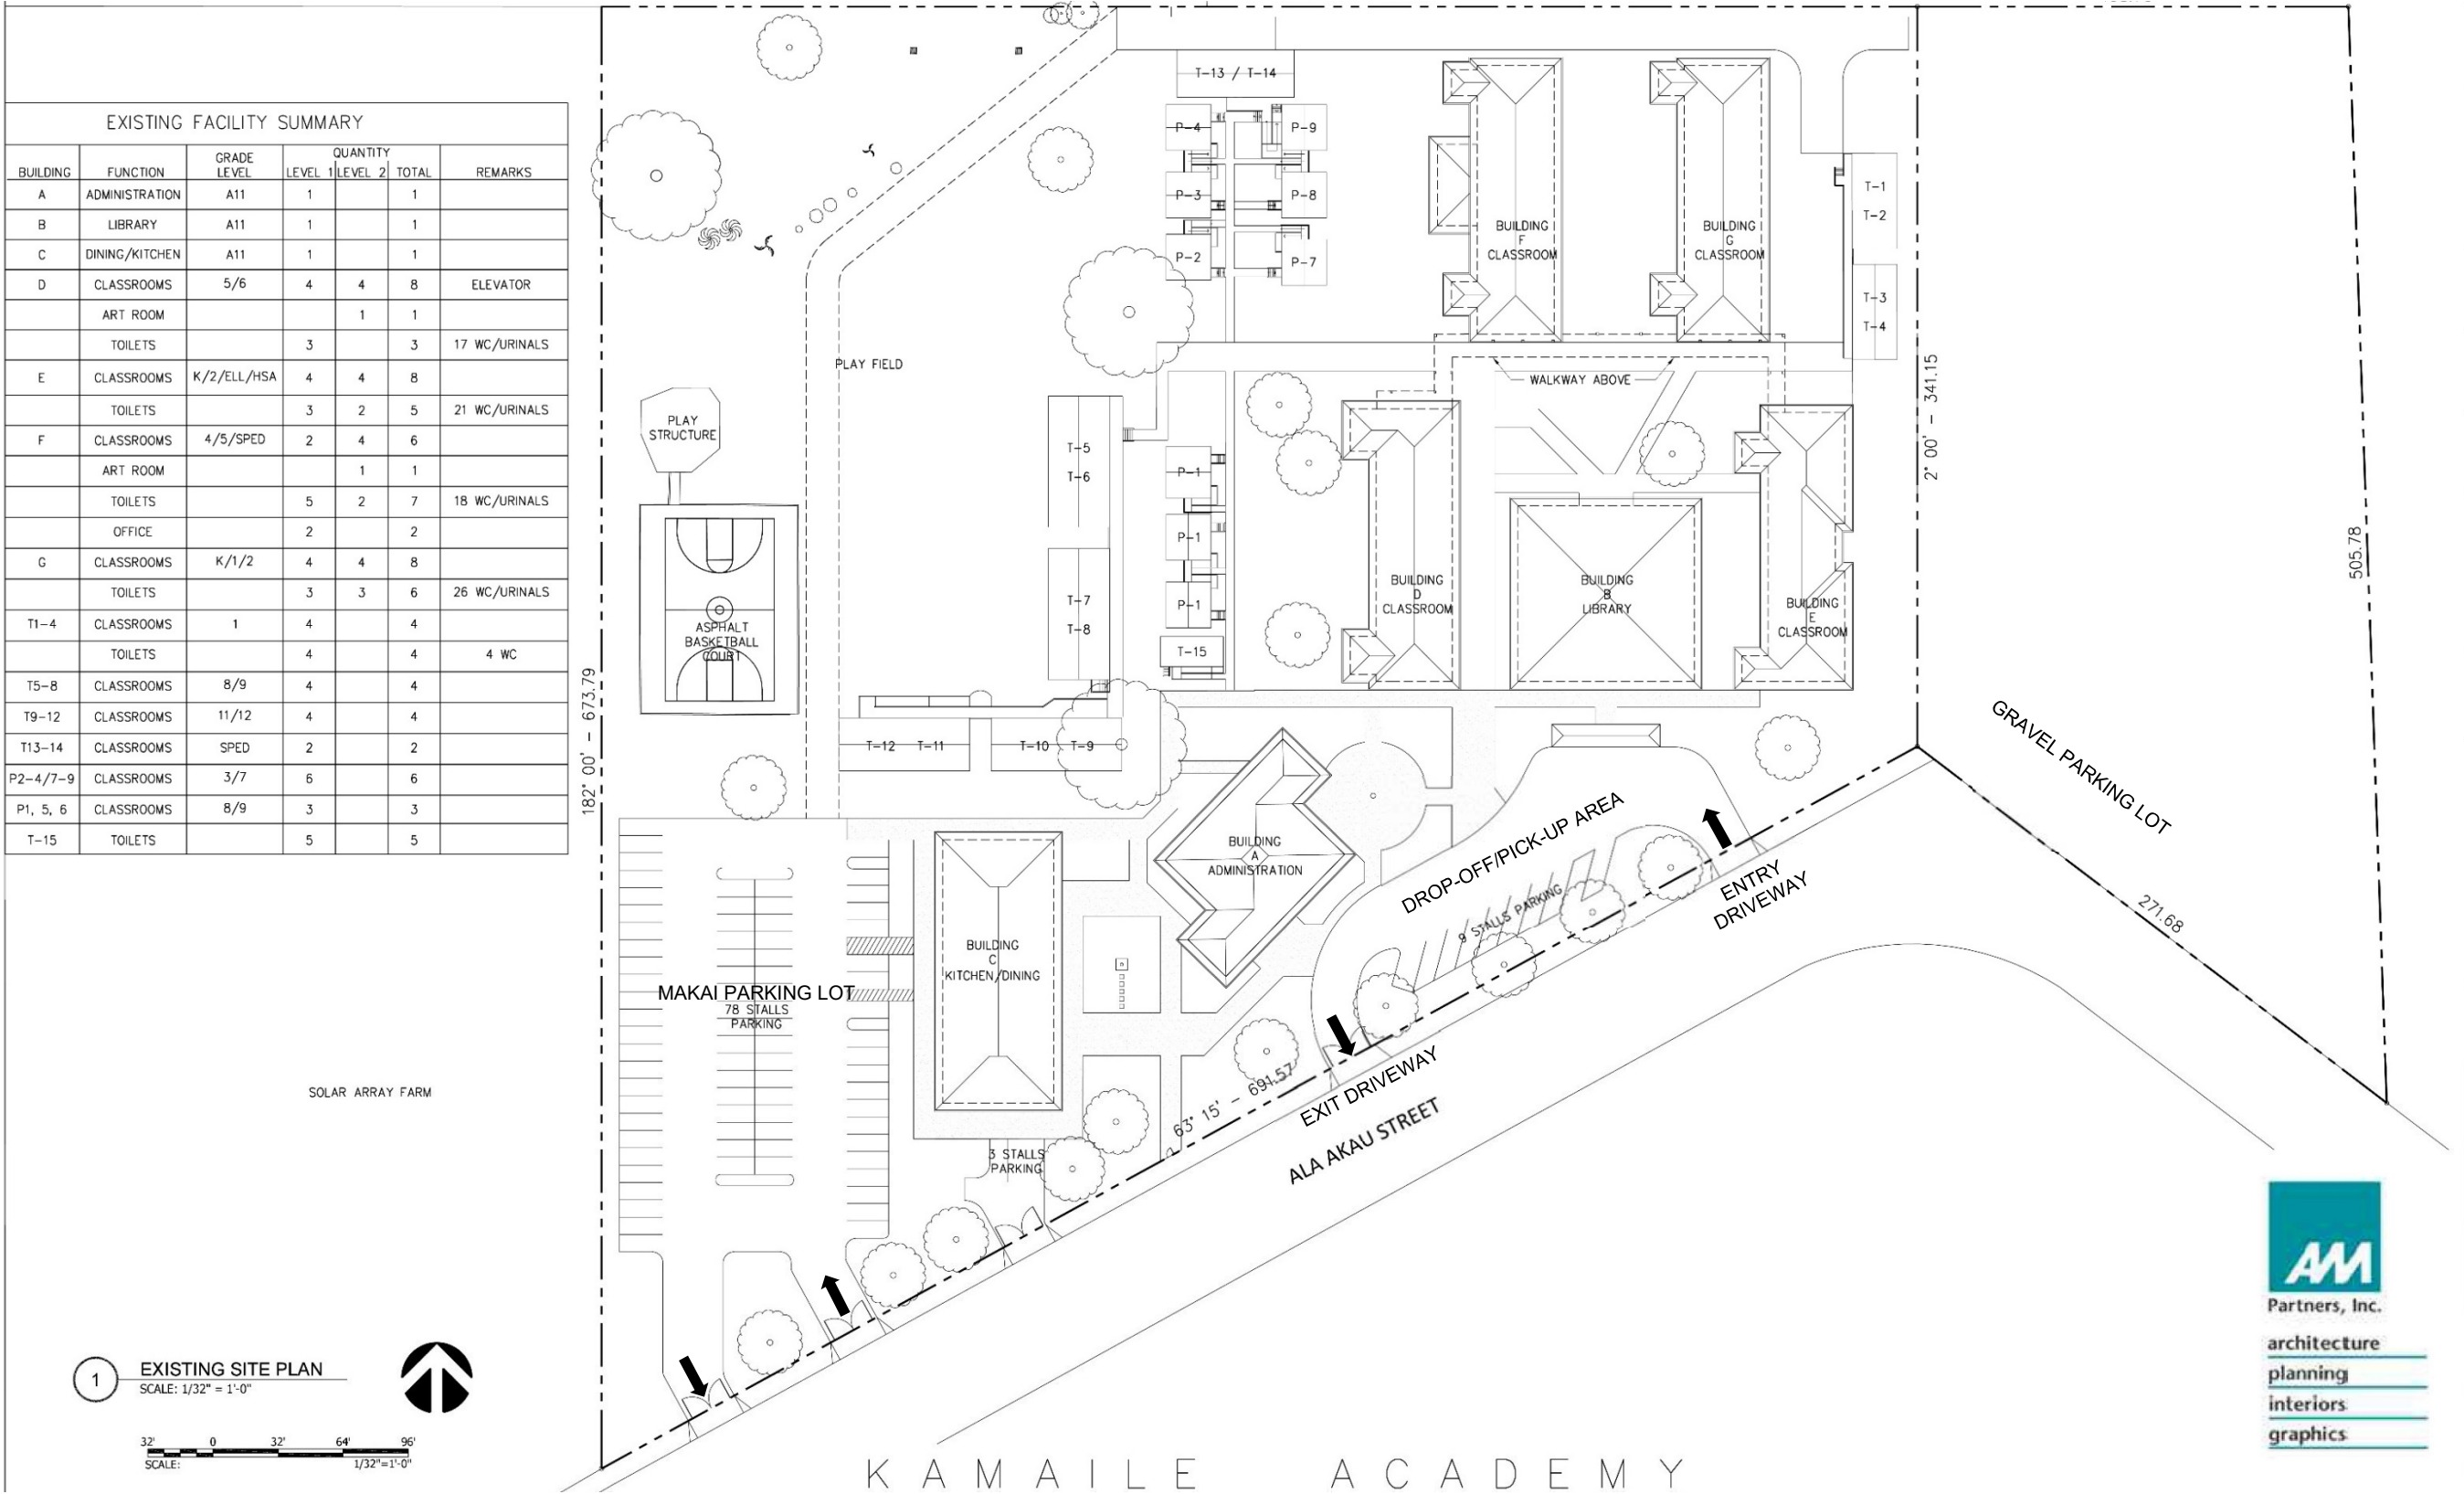 EXISTING FACILITY SUMMARY
BUILDING FUNCTION GRADE LEVEL QUANTITY LEVEL 1 LEVEL 2 TOTAL REMARKS
A ADMINISTRATION A11 1 1
B LIBRARY A11 1 1
C DINING/KITCHEN A11 1 1
D CLASSROOMS 5/6 4 4 8 ELEVATOR
ART ROOM 1 1
TOILETS 3 3 17 WC/URINALS
E CLASSROOMS K/2/ELL/HSA 4 4 8
TOILETS 3 2 5 21 WC/URINALS
F CLASSROOMS 4/5/SPED 2 4 6
ART ROOM 1 1
TOILETS 5 2 7 18 WC/URINALS
OFFICE 2 2
G CLASSROOMS K/1/2 4 4 8
TOILETS 3 3 6 26 WC/URINALS
T1-4 CLASSROOMS 1 4 4
TOILETS 4 4 4 WC
T5-8 CLASSROOMS 8/9 4 4
T9-12 CLASSROOMS 11/12 4 4
T13-14 CLASSROOMS SPED 2 2
P2-4/7-9 CLASSROOMS 3/7 6 6
P1, 5, 6 CLASSROOMS 8/9 3 3
T-15 TOILETS 5 5
T-13 / T-14
P-4
P-9
P-3
P-8
P-2
P-7
BUILDING
F
CLASSROOM
BUILDING
G
CLASSROOM
T-1
T-2
T-3
T-4
PLAY FIELD
WALKWAY ABOVE
PLAY
STRUCTURE
T-5
T-6
P-1
P-1
P-1
T-7
T-8
T-15
ASPHALT
BASKETBALL
COURT
BUILDING
D
CLASSROOM
BUILDING
B
LIBRARY
BUILDING
E
CLASSROOM
2° 00' - 341.15
505.78
182° 00' - 673.79
T-12 T-11
T-10 T-9
GRAVEL PARKING LOT
271.68
BUILDING
A
ADMINISTRATION
DROP-OFF/PICK-UP AREA
9 STALLS PARKING
ENTRY
DRIVEWAY
BUILDING
C
KITCHEN/DINING
MAKAI PARKING LOT
78 STALLS
PARKING
SOLAR ARRAY FARM
3 STALLS
PARKING
63° 15' - 691.57
EXIT DRIVEWAY
ALA AKAU STREET
1
EXISTING SITE PLAN
SCALE: 1/32" = 1'-0"
32' 0 32' 64' 96'
SCALE: 1/32"=1'-0"
KAMAILE ACADEMY
AM
Partners, Inc.
architecture
planning
interiors
graphics